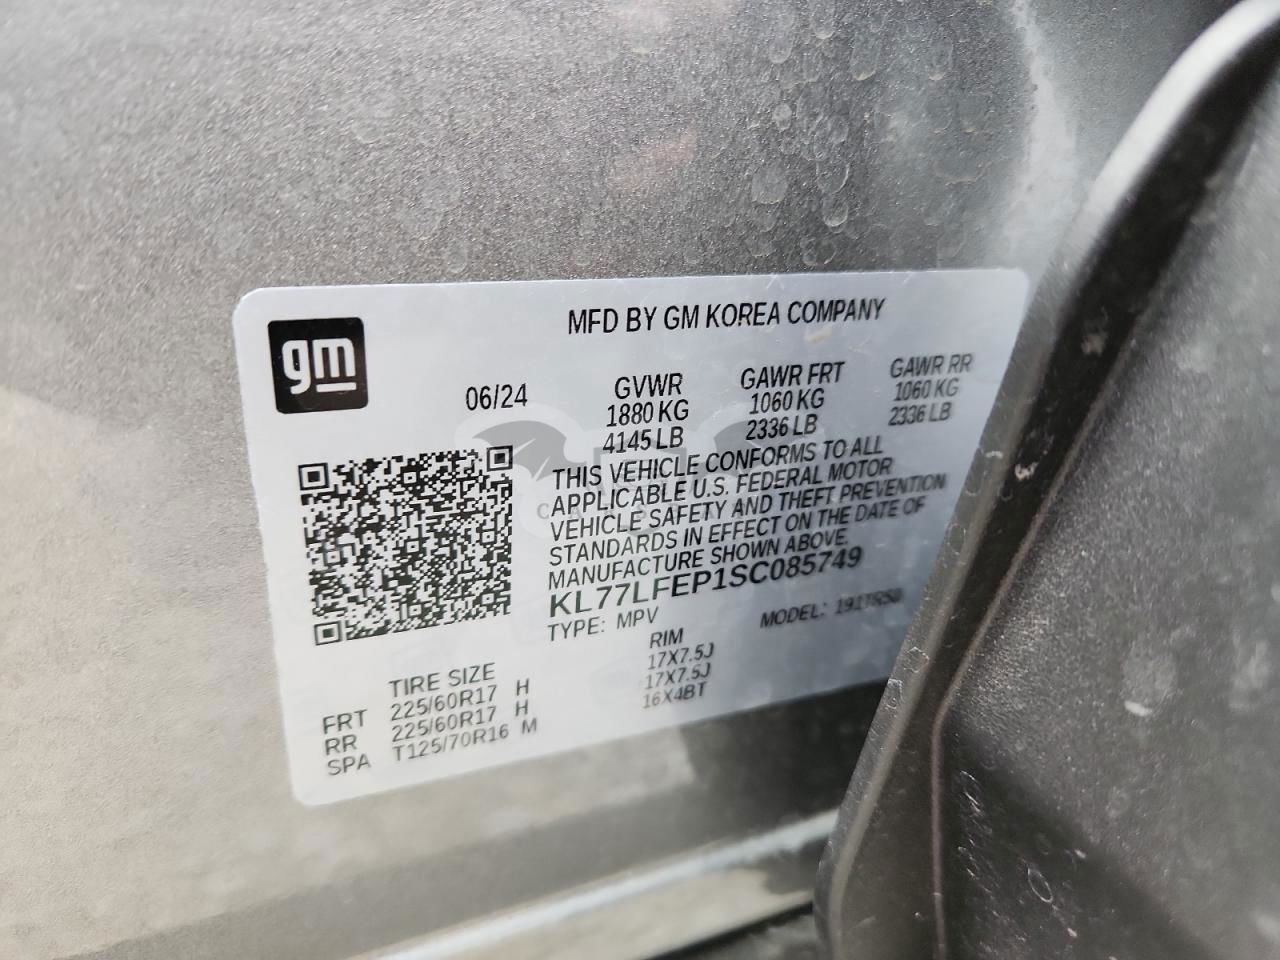 gm
MFD BY GM KOREA COMPANY
06/24
GVWR
1880 KG
4145 LB
GAWR FRT
1060 KG
2336 LB
GAWR RR
1060 KG
2336 LB
THIS VEHICLE CONFORMS TO ALL
APPLICABLE U.S. FEDERAL MOTOR
VEHICLE SAFETY AND THEFT PREVENTION
STANDARDS IN EFFECT ON THE DATE OF
MANUFACTURE SHOWN ABOVE.
KL77LFEP1SC085749
TYPE: MPV
MODEL:
TIRE SIZE
RIM
FRT 225/60R17 H 17X7.5J
RR 225/60R17 H 17X7.5J
SPA T125/70R16 M 16X4BT